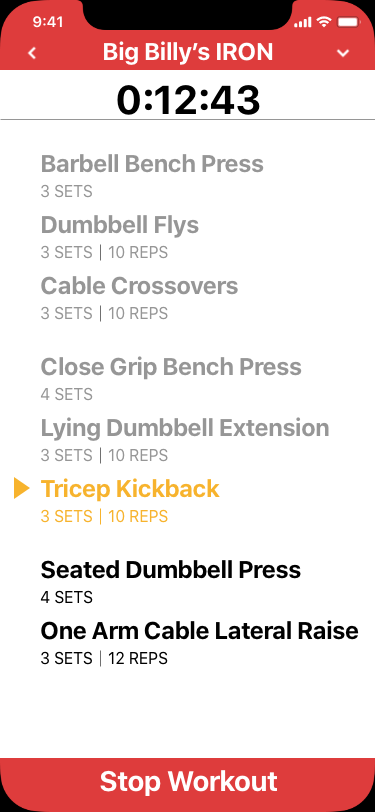 9:41
Big Billy’s IRON
0:12:43
Barbell Bench Press
3 SETS
Dumbbell Flys
3 SETS | 10 REPS
Cable Crossovers
3 SETS | 10 REPS
Close Grip Bench Press
4 SETS
Lying Dumbbell Extension
3 SETS | 10 REPS
Tricep Kickback
3 SETS | 10 REPS
Seated Dumbbell Press
4 SETS
One Arm Cable Lateral Raise
3 SETS | 12 REPS
Stop Workout